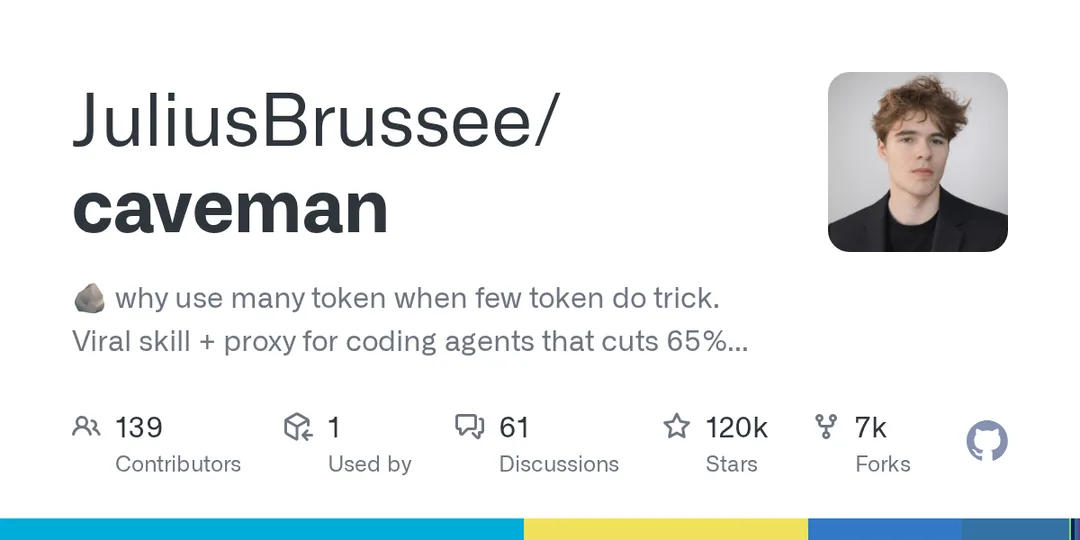 JuliusBrussee/
caveman
🪨 why use many token when few token do trick.
Viral skill + proxy for coding agents that cuts 65%...
139 1 61 120k 7k
Contributors Used by Discussions Stars Forks